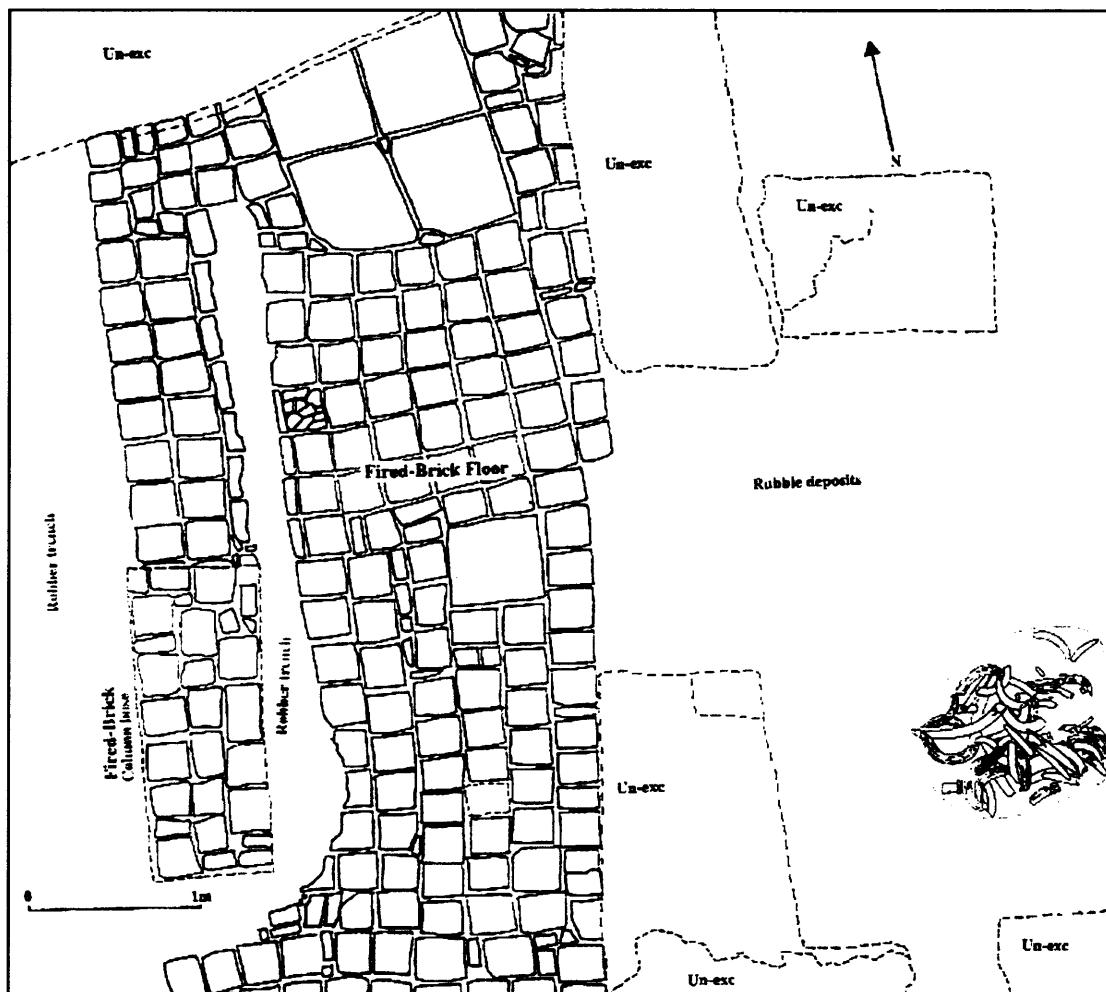 Un-exc
Un-exc
N
Un-exc
Fired-Brick Floor
Rubble deposits
Robber trench
Fired-Brick
Column base
Robber trench
Un-exc
0 1m
Un-exc
Un-exc